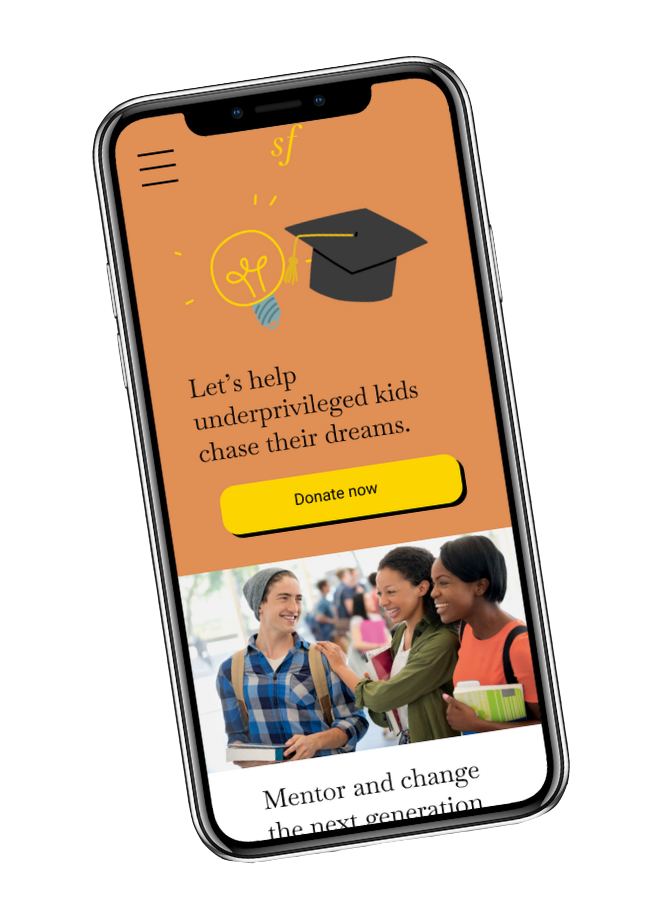 sf
Let’s help
underprivileged kids
chase their dreams.
Donate now
Mentor and change
the next generation